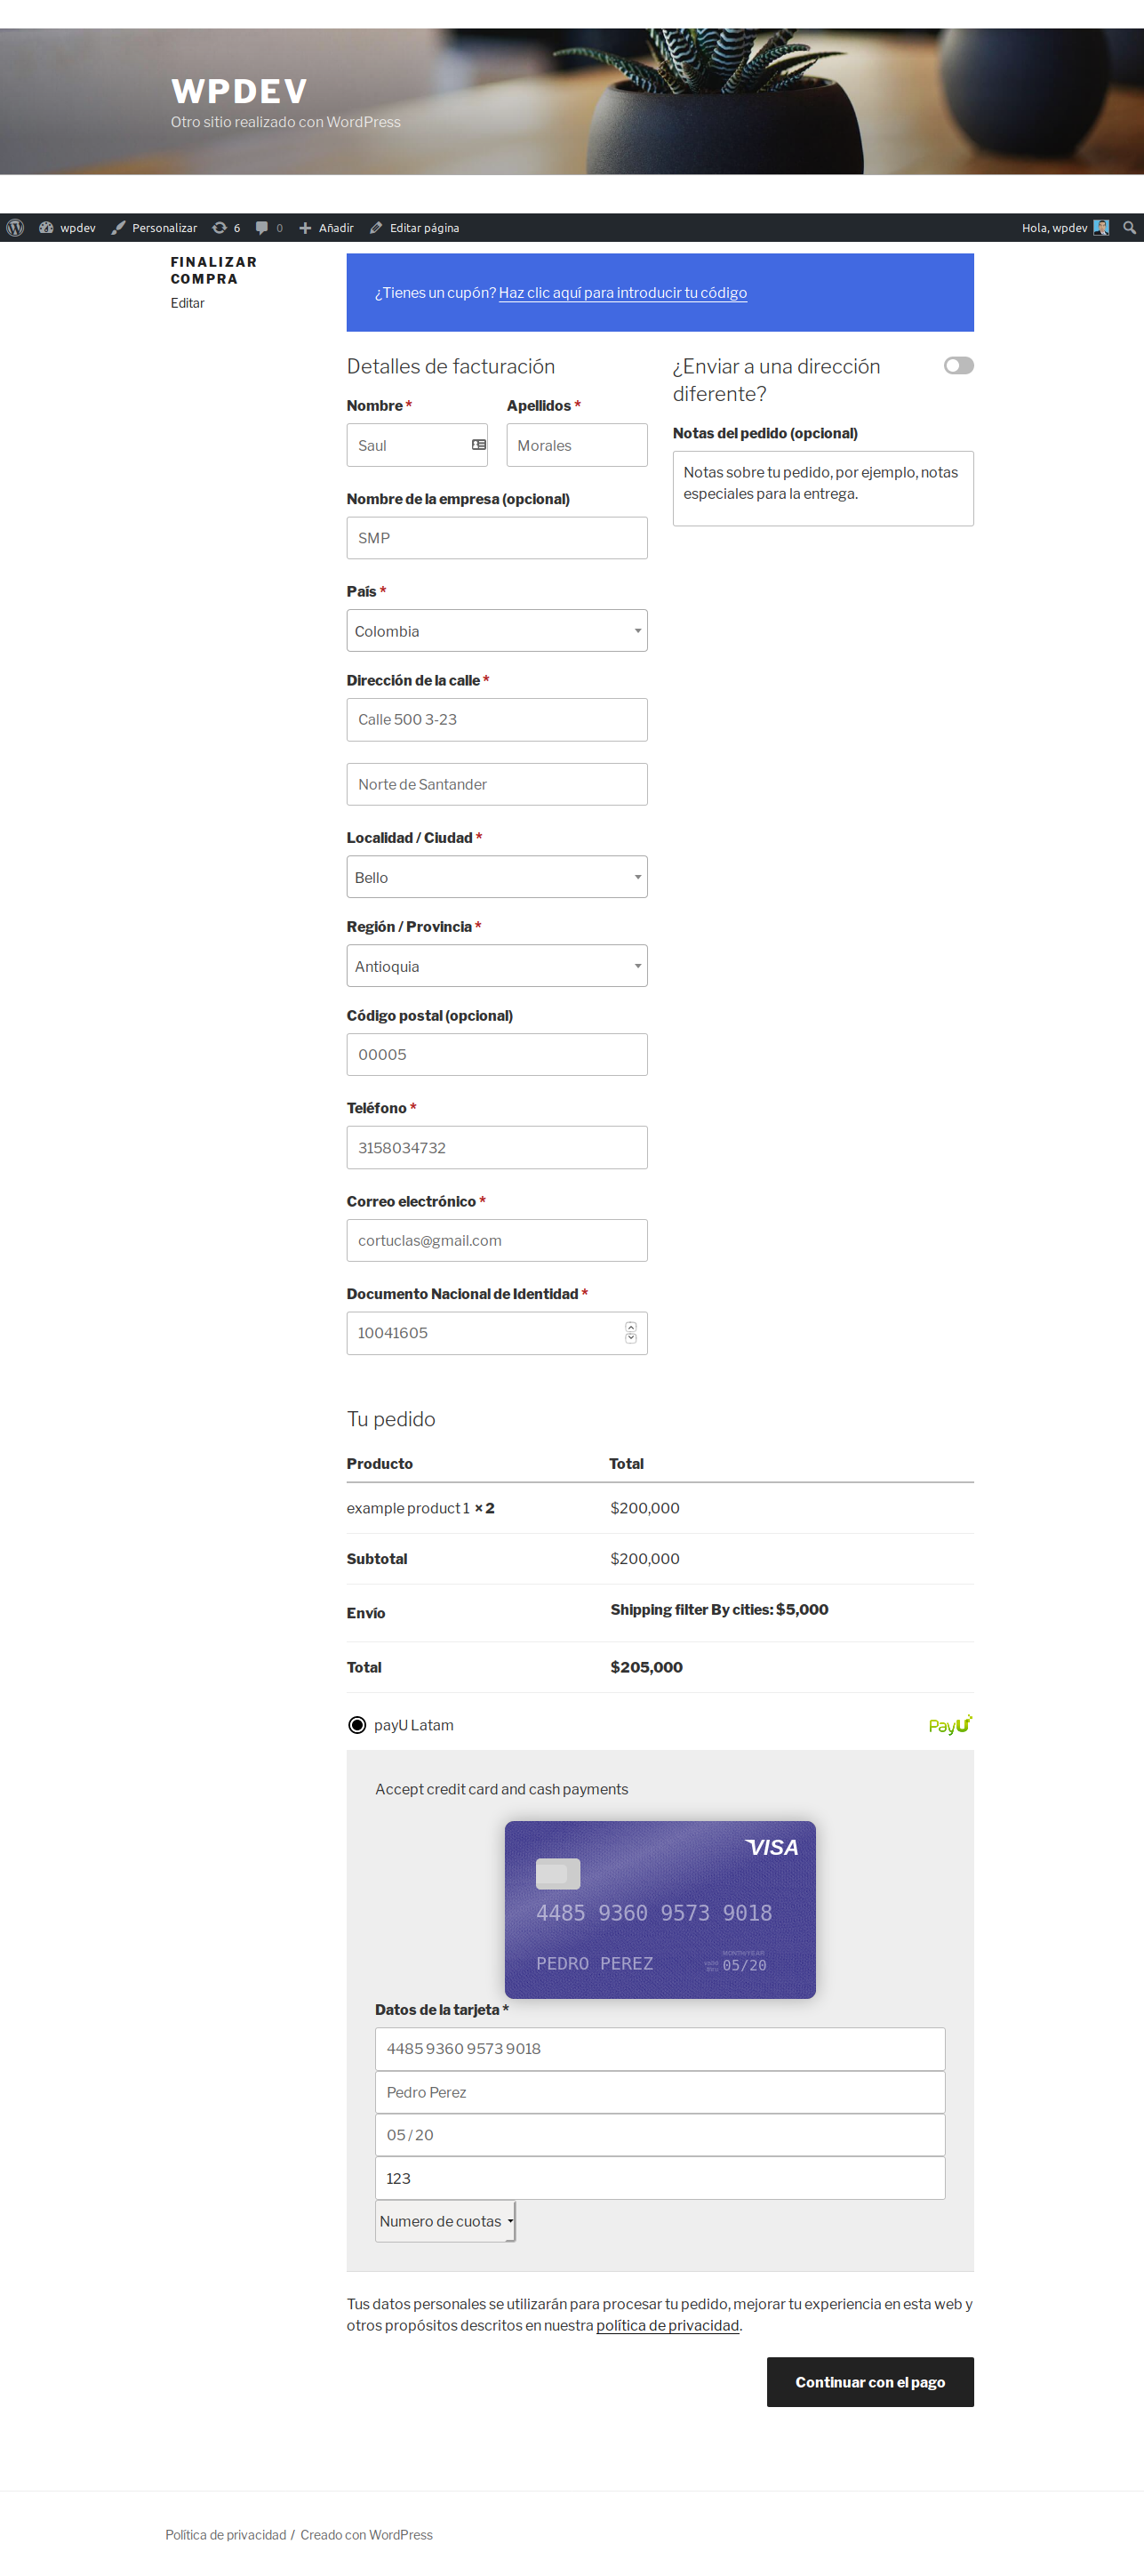 WPDEV
Otro sitio realizado con WordPress
wpdev
Personalizar
6
0
Añadir
Editar página
Hola, wpdev
FINALIZAR
COMPRA
Editar
¿Tienes un cupón? Haz clic aquí para introducir tu código
Detalles de facturación
Nombre *
Apellidos *
Saul
Morales
Nombre de la empresa (opcional)
SMP
País *
Colombia
Dirección de la calle *
Calle 500 3-23
Norte de Santander
Localidad / Ciudad *
Bello
Región / Provincia *
Antioquia
Código postal (opcional)
00005
Teléfono *
3158034732
Correo electrónico *
cortuclas@gmail.com
Documento Nacional de Identidad *
10041605
¿Enviar a una dirección
diferente?
Notas del pedido (opcional)
Notas sobre tu pedido, por ejemplo, notas
especiales para la entrega.
Tu pedido
Producto Total
example product 1 × 2 $200,000
Subtotal $200,000
Envío Shipping filter By cities: $5,000
Total $205,000
payU Latam
PayU
Accept credit card and cash payments
VISA
4485 9360 9573 9018
MONTH/YEAR
PEDRO PEREZ
valid
thru
05/20
Datos de la tarjeta *
4485 9360 9573 9018
Pedro Perez
05 / 20
123
Numero de cuotas
Tus datos personales se utilizarán para procesar tu pedido, mejorar tu experiencia en esta web y
otros propósitos descritos en nuestra política de privacidad.
Continuar con el pago
Política de privacidad / Creado con WordPress